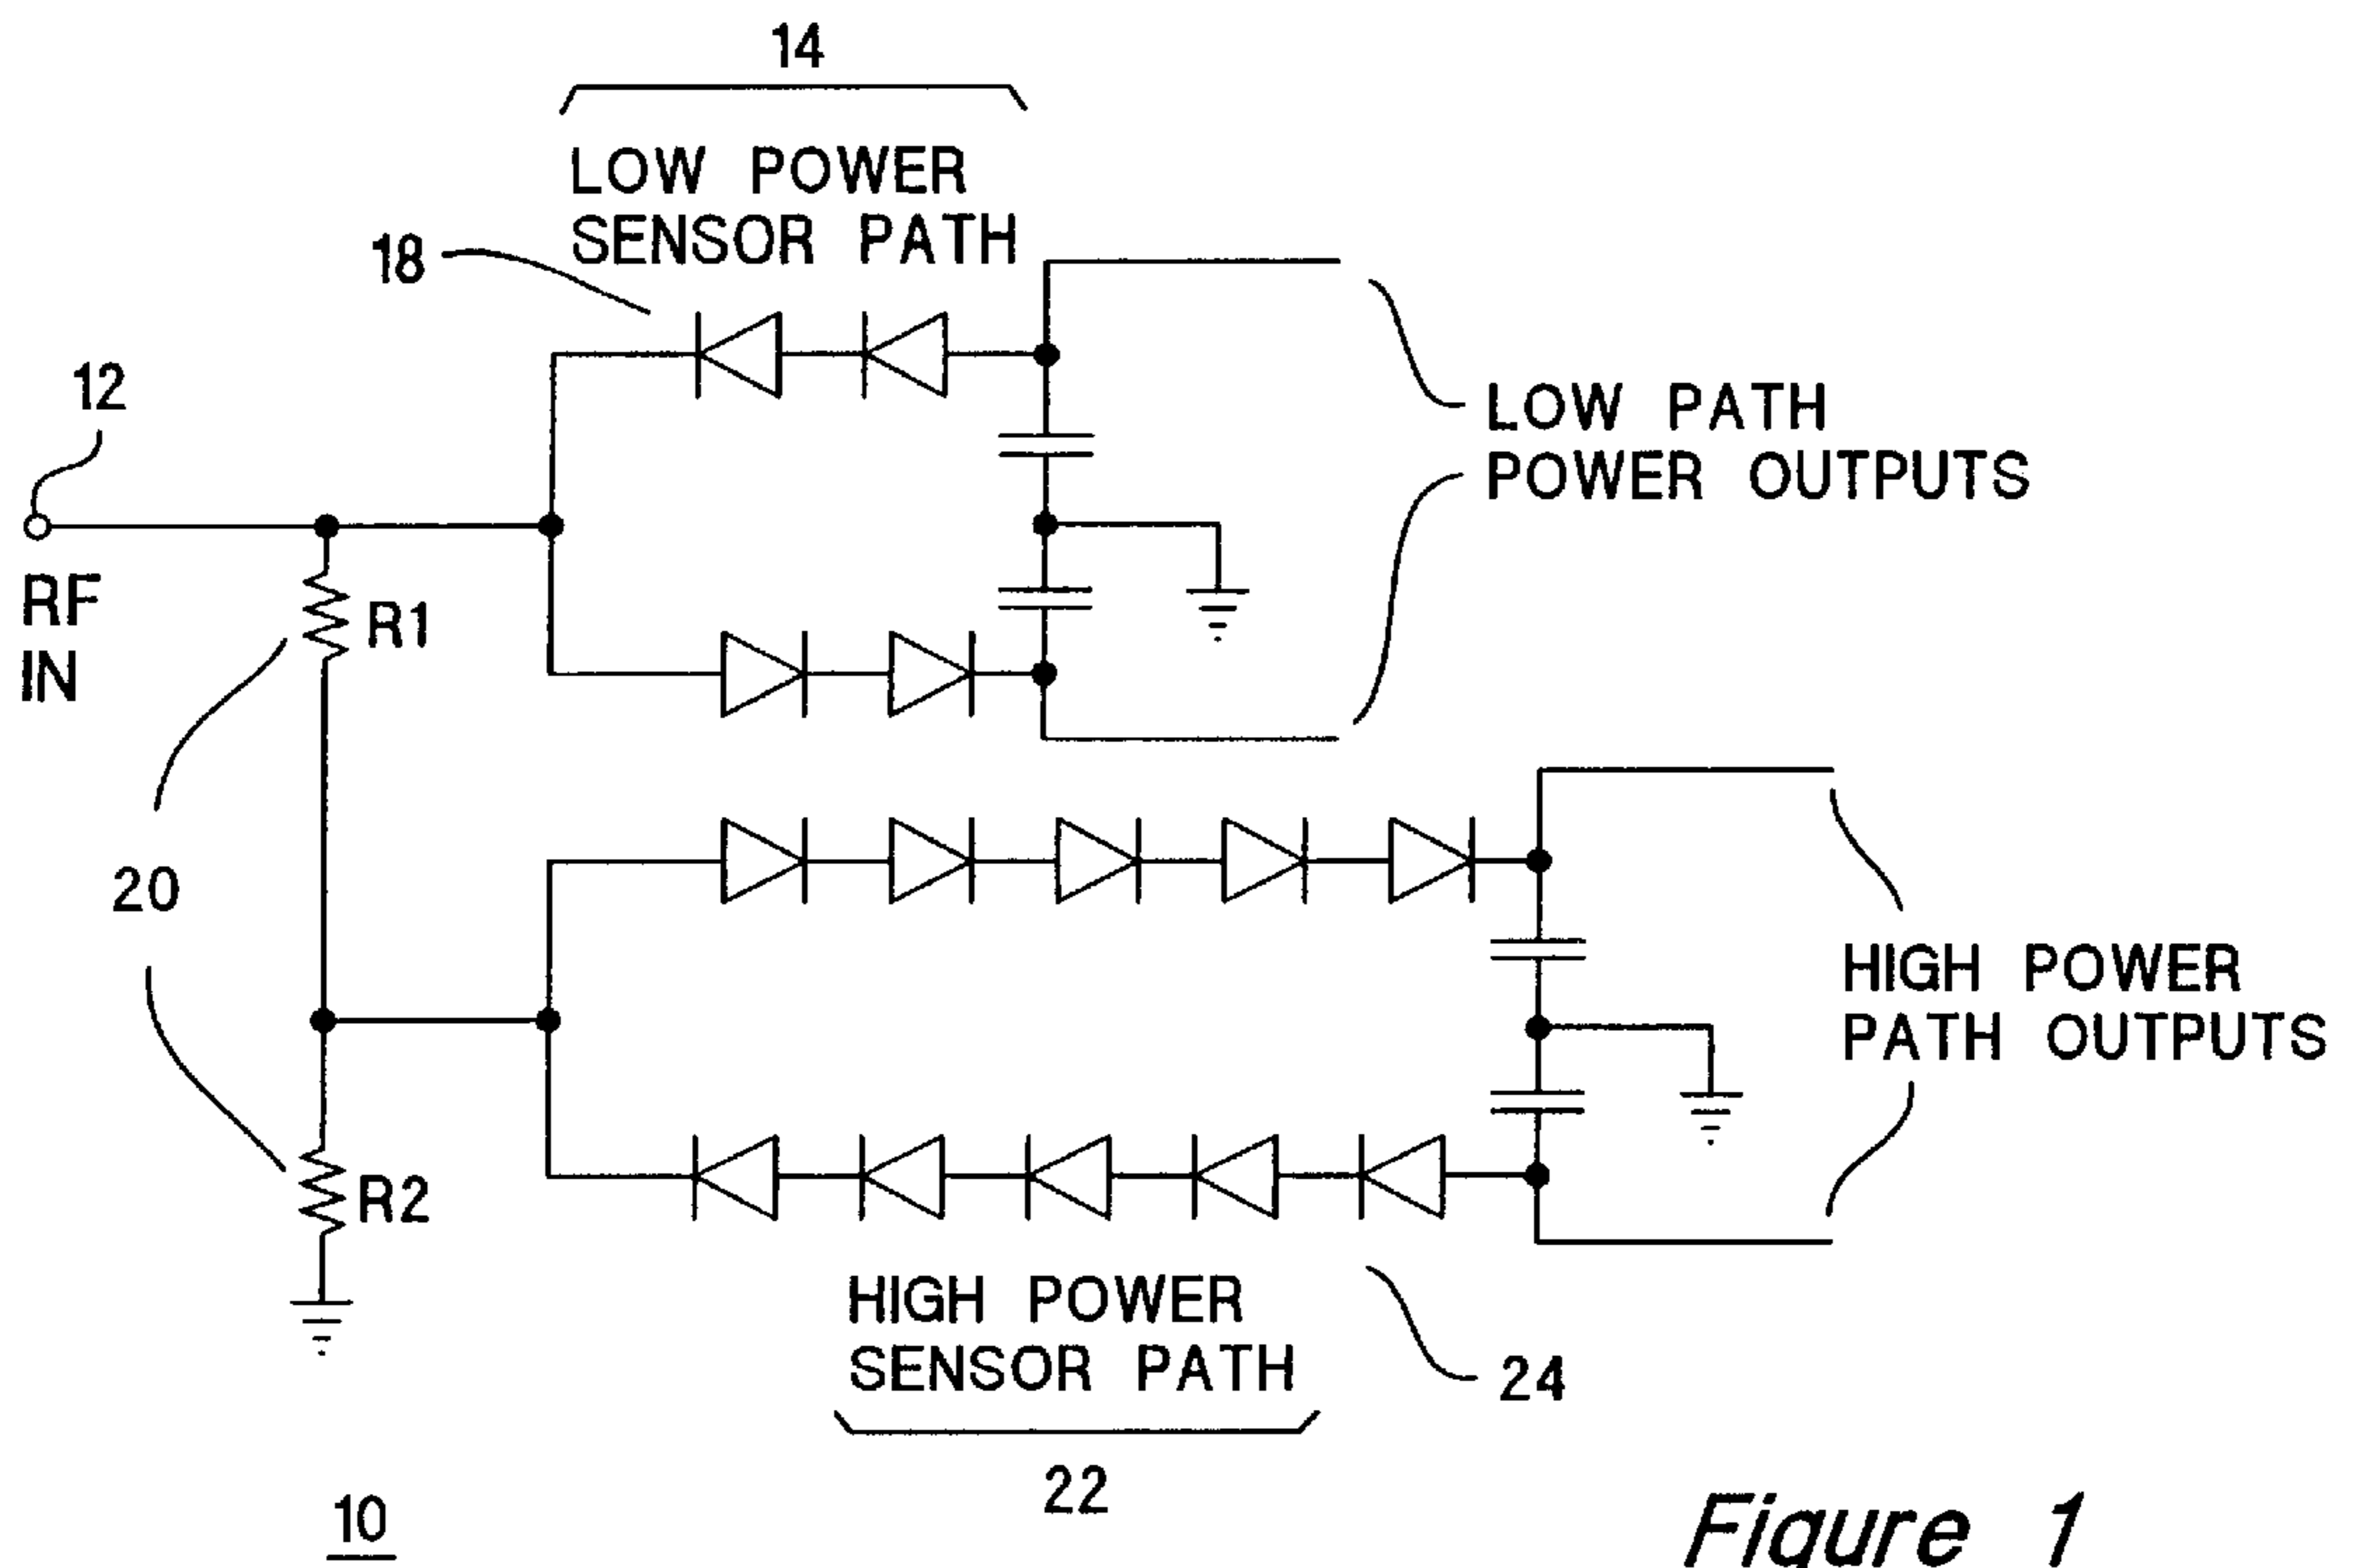 14
LOW POWER
SENSOR PATH
18
12
LOW PATH
POWER OUTPUTS
RF
IN
R1
20
HIGH POWER
PATH OUTPUTS
R2
HIGH POWER
SENSOR PATH
24
22
10
Figure 1